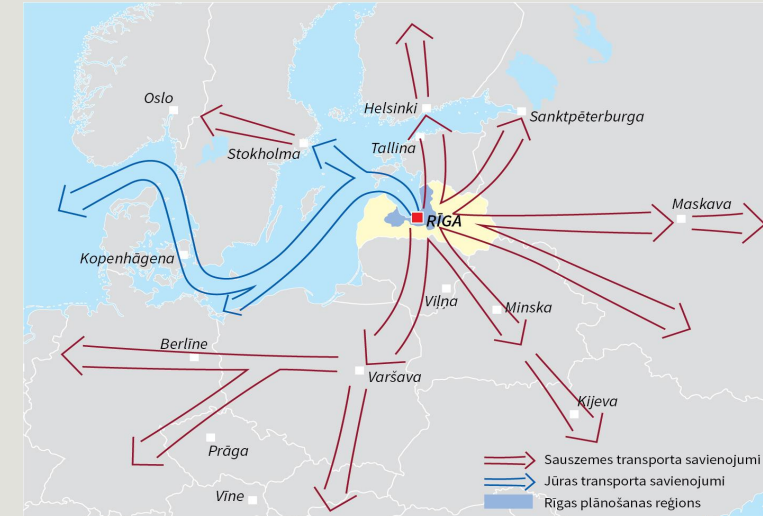 Oslo
Helsinki
Sanktpēterburga
Stokholma
Tallina
Maskava
RĪGA
Kopenhāgena
Viļņa
Minska
Berlīne
Varšava
Kijeva
Prāga
Vīne
Sauszemes transporta savienojumi
Jūras transporta savienojumi
Rīgas plānošanas reģions